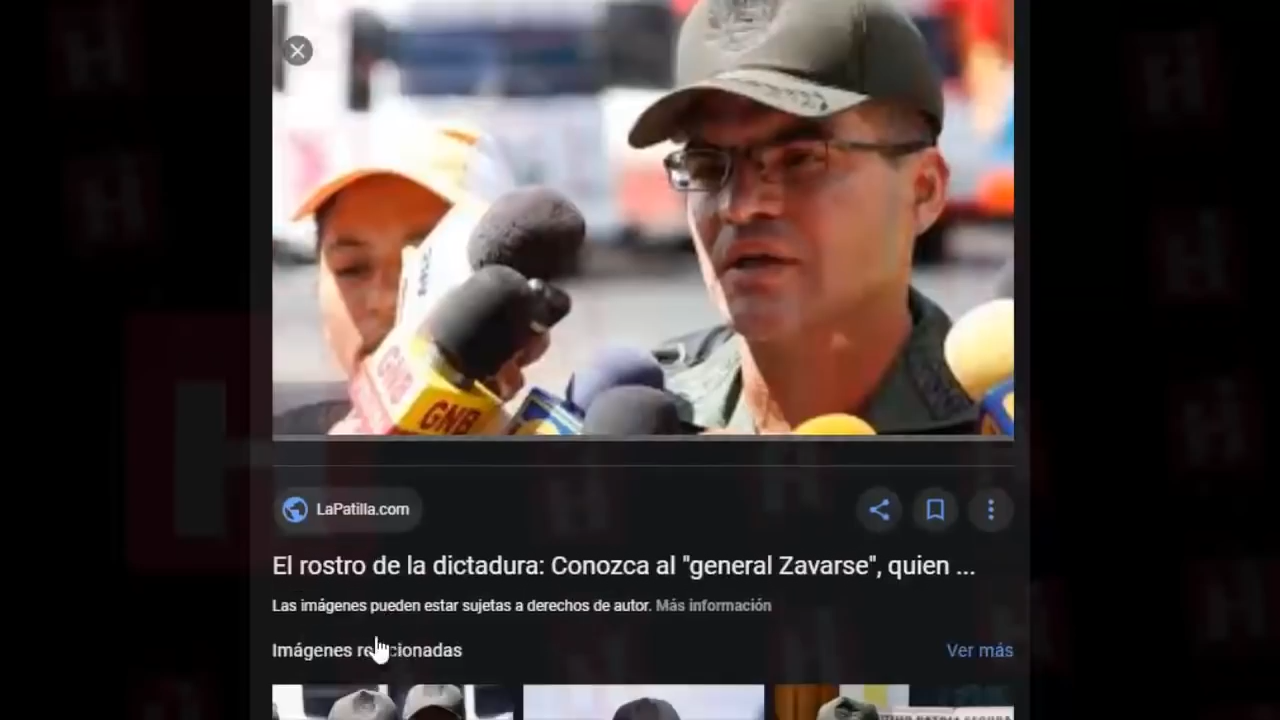 GNB
GNB
LaPatilla.com
El rostro de la dictadura: Conozca al "general Zavarse", quien ...
Las imágenes pueden estar sujetas a derechos de autor. Más información
Imágenes relacionadas
Ver más